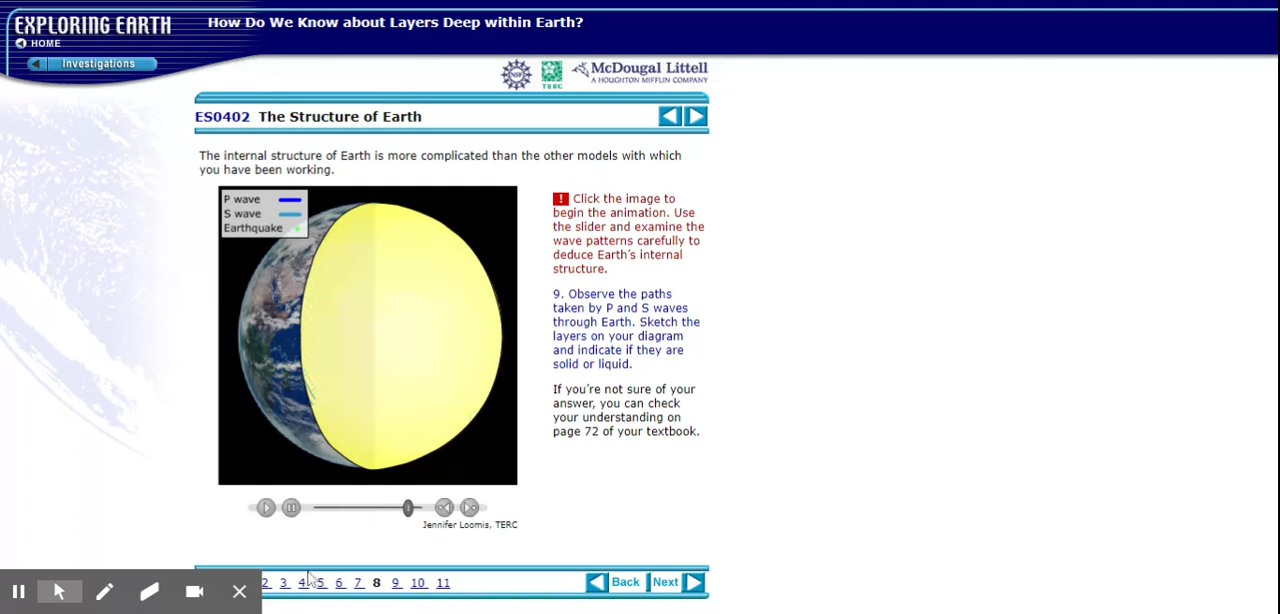 EXPLORING EARTH
How Do We Know about Layers Deep within Earth?
HOME
Investigations
NSF
TERC
McDougal Littell
A HOUGHTON MIFFLIN COMPANY
ES0402 The Structure of Earth
The internal structure of Earth is more complicated than the other models with which
you have been working.
P wave
S wave
Earthquake
! Click the image to
begin the animation. Use
the slider and examine the
wave patterns carefully to
deduce Earth's internal
structure.
9. Observe the paths
taken by P and S waves
through Earth. Sketch the
layers on your diagram
and indicate if they are
solid or liquid.
If you're not sure of your
answer, you can check
your understanding on
page 72 of your textbook.
Jennifer Loomis, TERC
2 3 4 5 6 7 8 9 10 11
Back Next